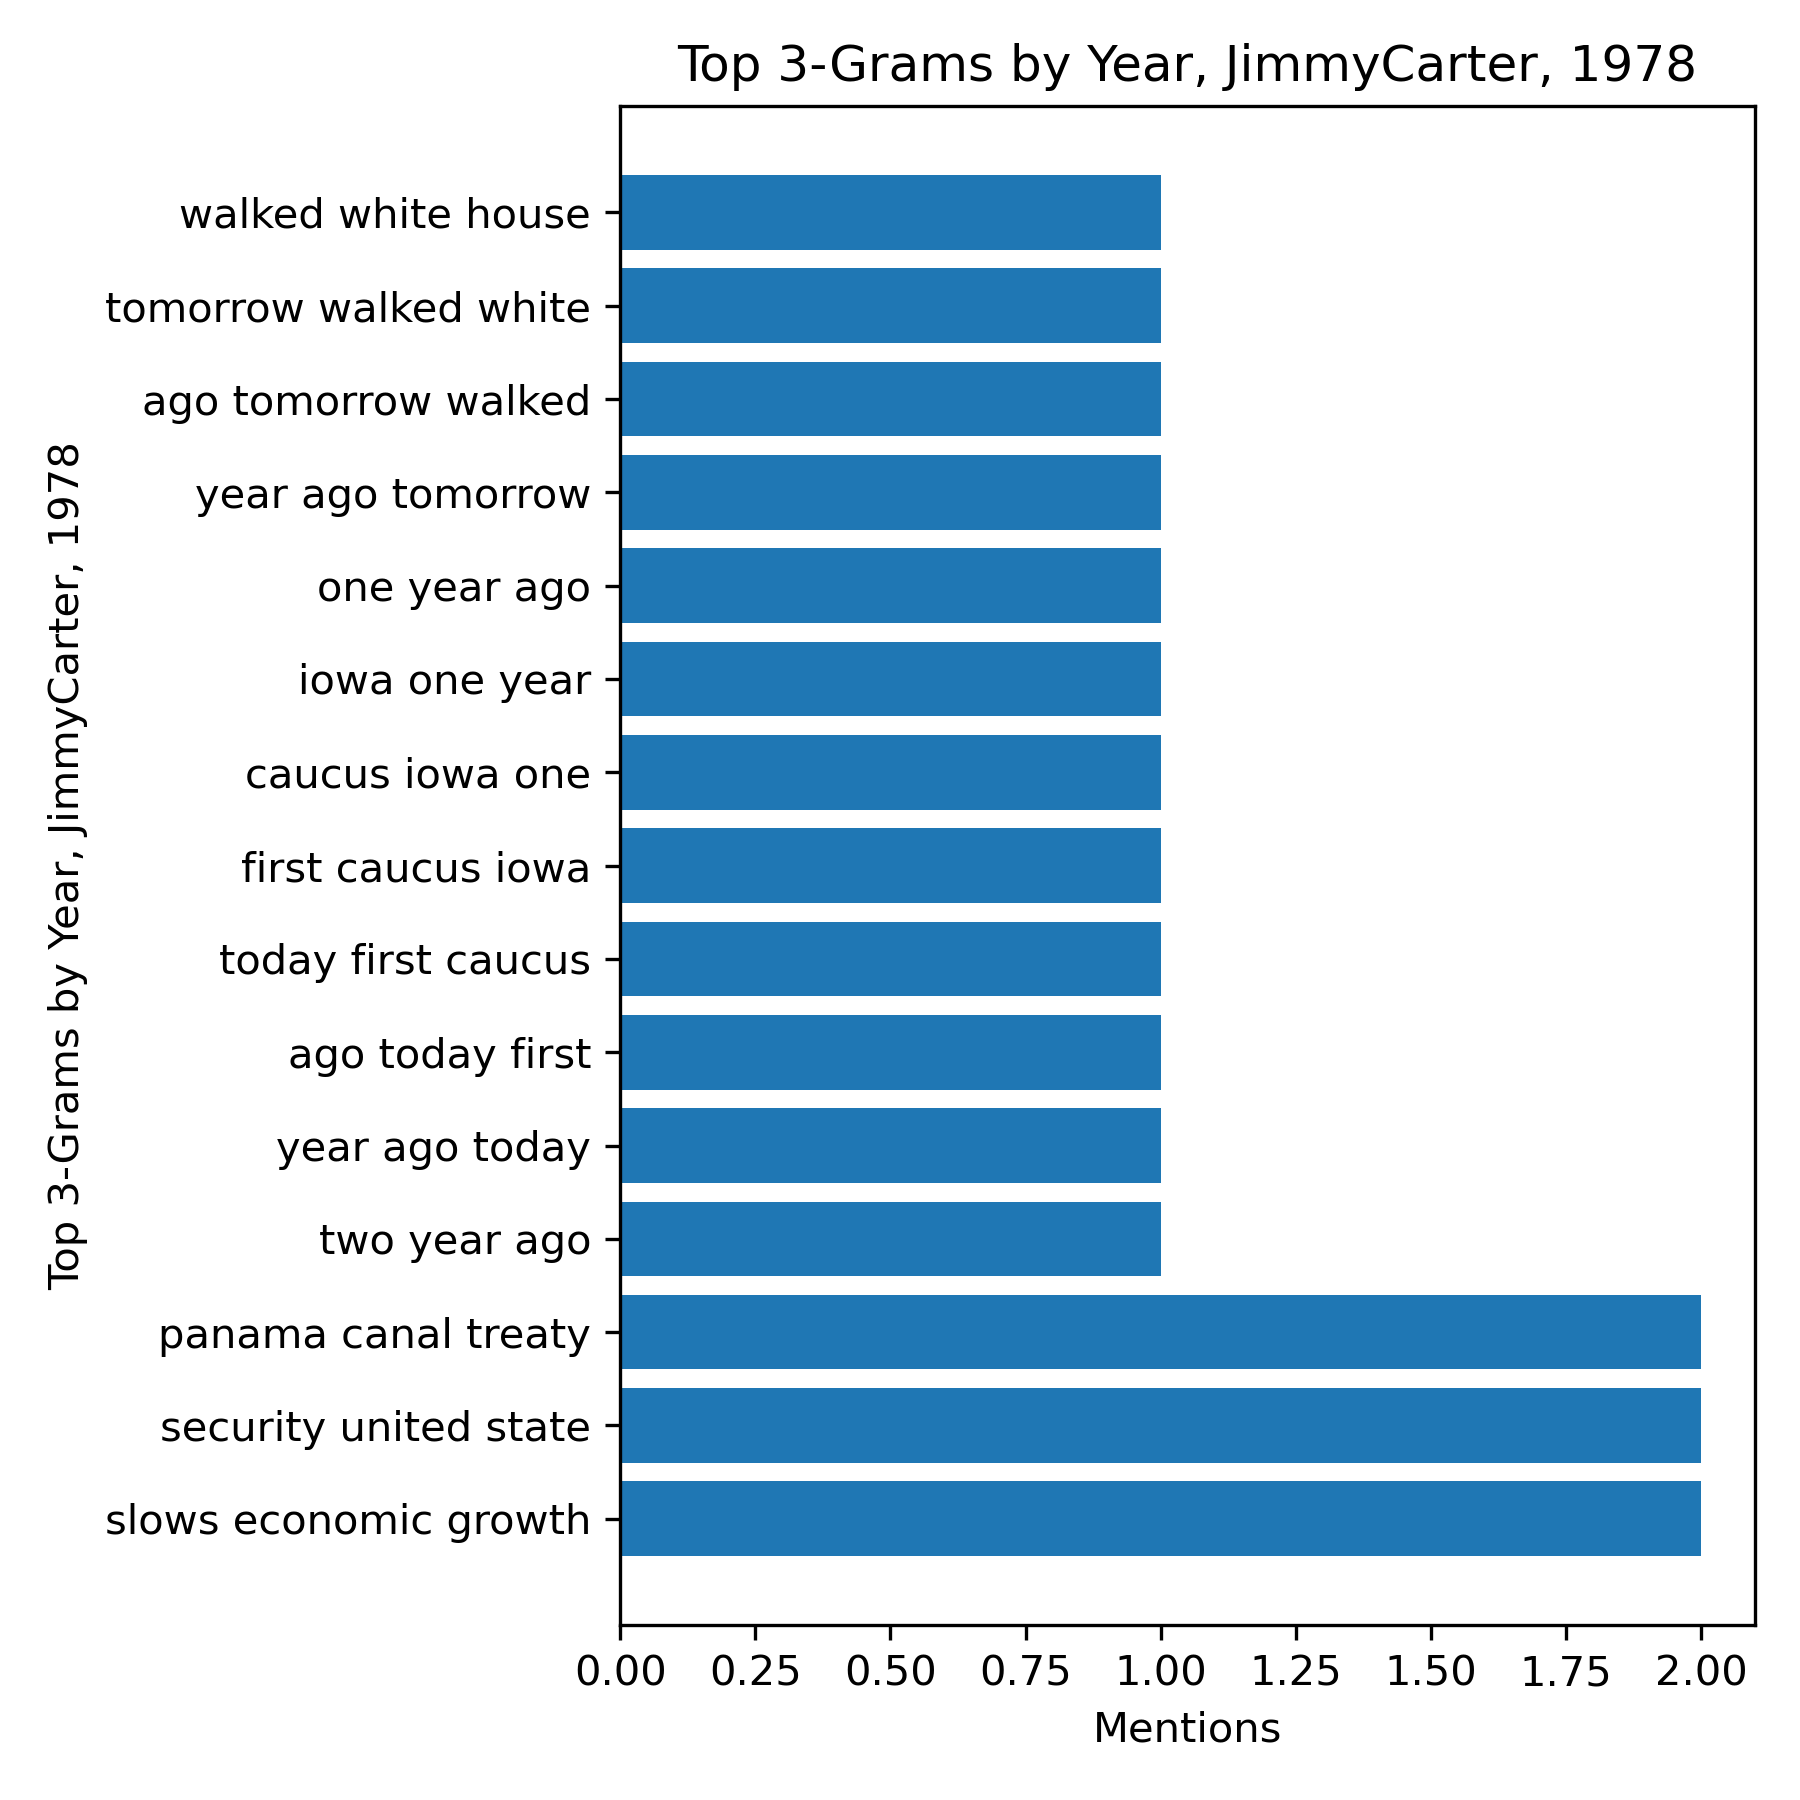 Top 3-Grams by Year, JimmyCarter, 1978
Top 3-Grams by Year, JimmyCarter, 1978
walked white house
tomorrow walked white
ago tomorrow walked
year ago tomorrow
one year ago
iowa one year
caucus iowa one
first caucus iowa
today first caucus
ago today first
year ago today
two year ago
panama canal treaty
security united state
slows economic growth
0.00 0.25 0.50 0.75 1.00 1.25 1.50 1.75 2.00
Mentions